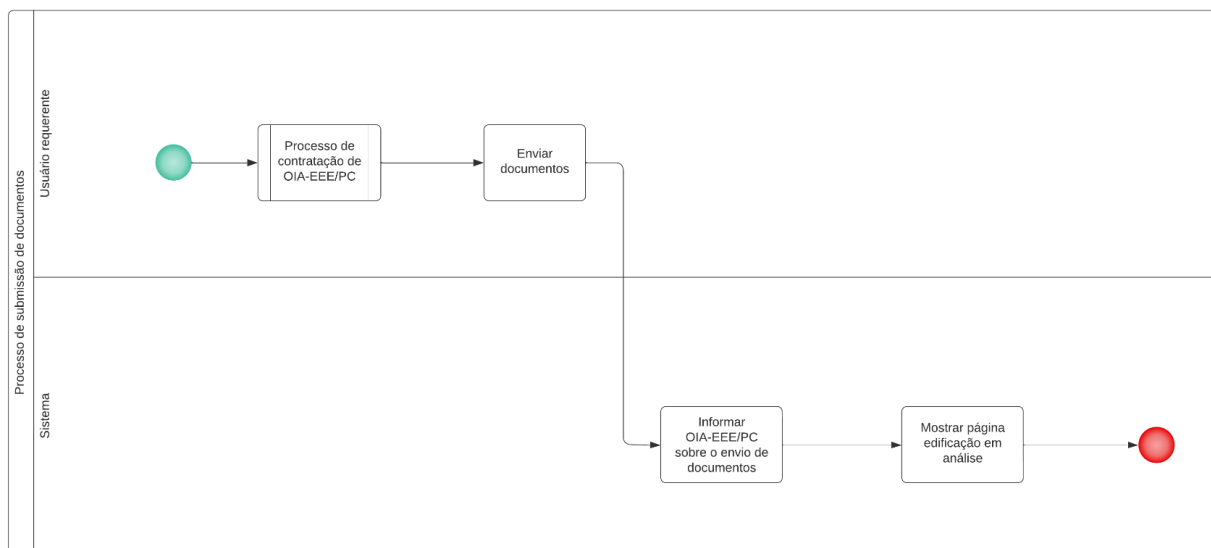 Processo de submissão de documentos
Usuário requerente
Processo de
contratação de
OIA-EEE/PC
Enviar
documentos
Sistema
Informar
OIA-EEE/PC
sobre o envio de
documentos
Mostrar página
edificação em
análise